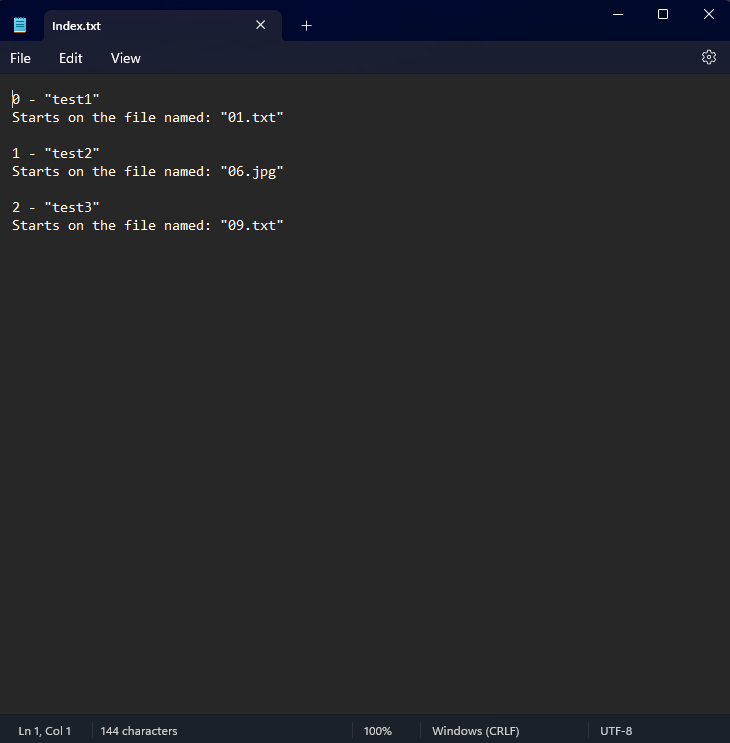 Index.txt
File Edit View
0 - "test1"
Starts on the file named: "01.txt"

1 - "test2"
Starts on the file named: "06.jpg"

2 - "test3"
Starts on the file named: "09.txt"
Ln 1, Col 1 144 characters 100% Windows (CRLF) UTF-8